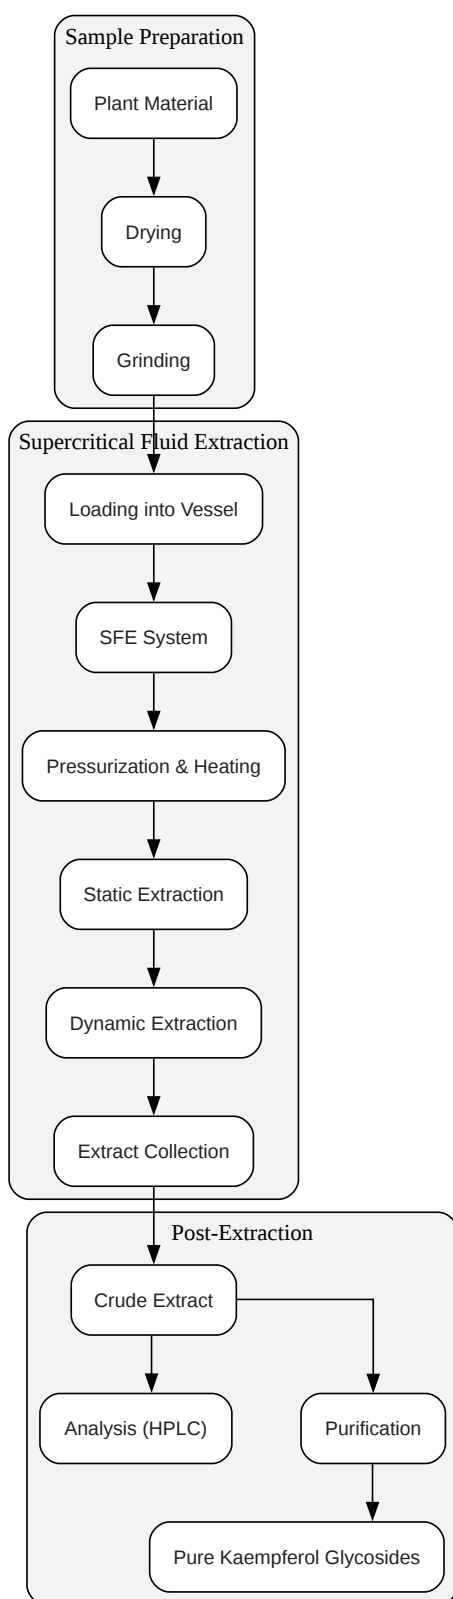 Sample Preparation
Plant Material
Drying
Grinding
Supercritical Fluid Extraction
Loading into Vessel
SFE System
Pressurization & Heating
Static Extraction
Dynamic Extraction
Extract Collection
Post-Extraction
Crude Extract
Analysis (HPLC)
Purification
Pure Kaempferol Glycosides